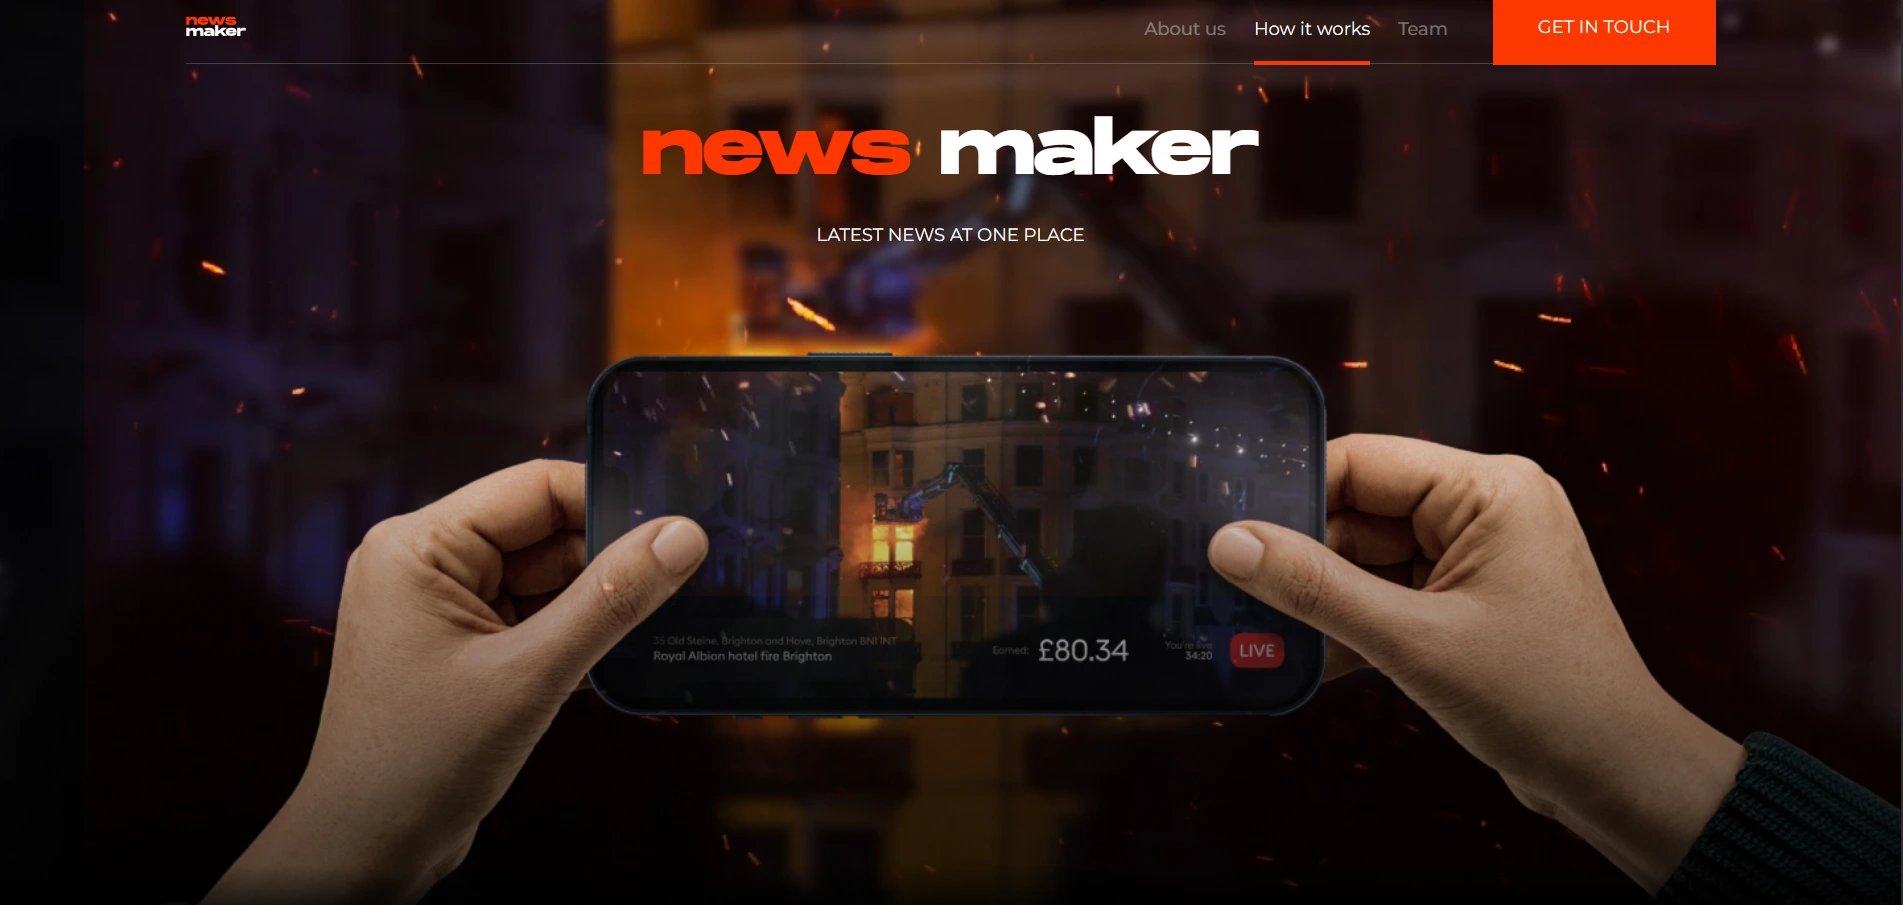 news
maker
About us
How it works
Team
GET IN TOUCH
news maker
LATEST NEWS AT ONE PLACE
35 Old Steine, Brighton and Hove, Brighton BN1 1NT
Royal Albion hotel fire Brighton
Earned: £80.34
You're live
34:20
LIVE